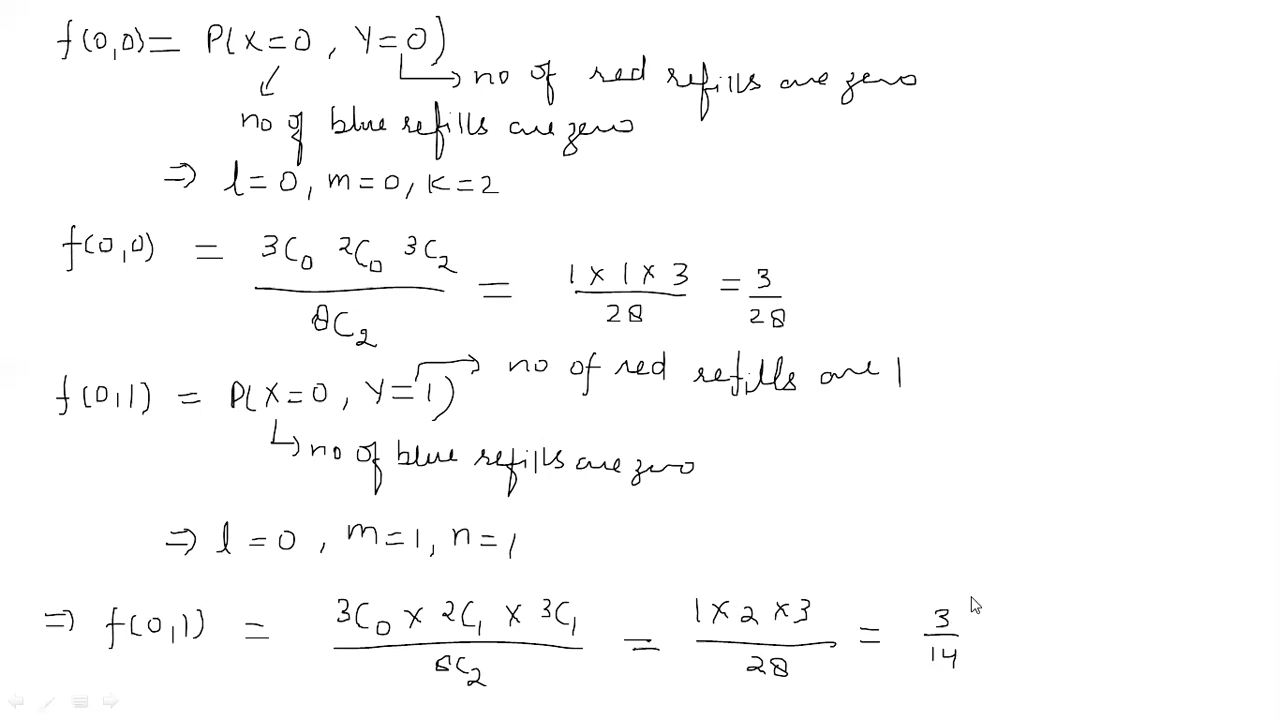 f(0,0) = P(X=0 , Y=0)
→ no of red refills are zero
no of blue refills are zero
⇒ l=0, m=0, K=2
f(0,0) = 3C₀ 2C₀ 3C₂ / 8C₂ = 1 x 1 x 3 / 28 = 3 / 28
→ no of red refills are 1
f(0,1) = P(X=0 , Y=1)
→ no of blue refills are zero
⇒ l=0 , m=1, n=1
⇒ f(0,1) = 3C₀ x 2C₁ x 3C₁ / 8C₂ = 1 x 2 x 3 / 28 = 3 / 14